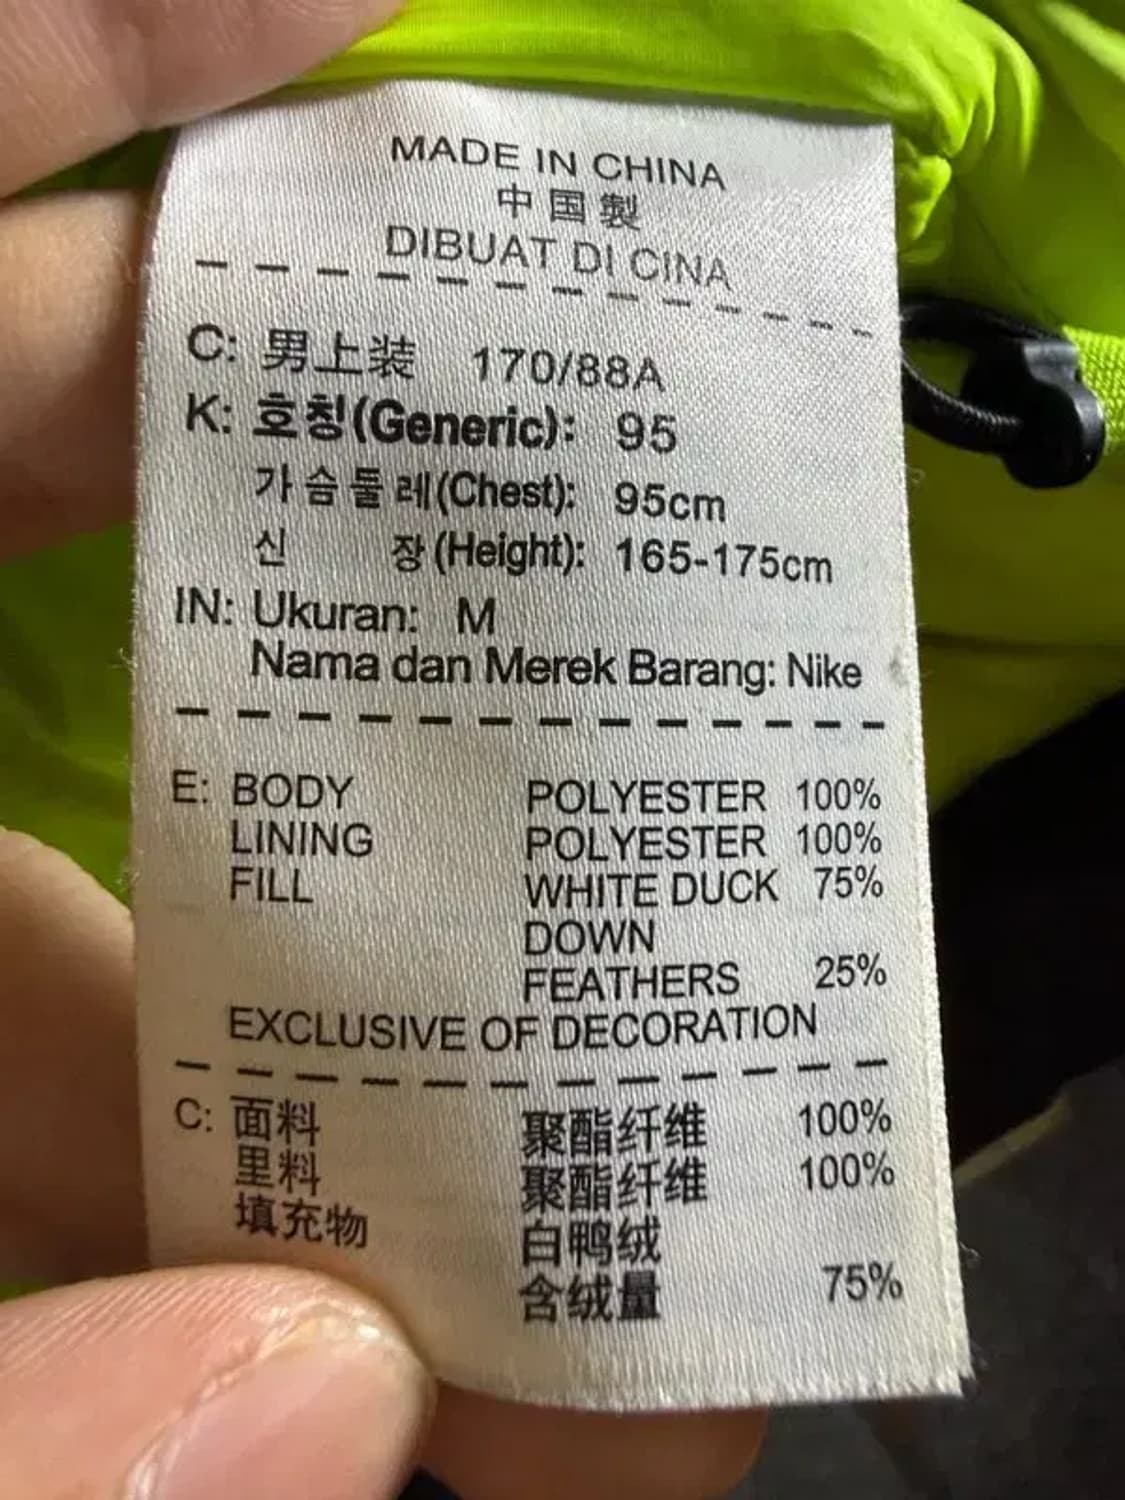 MADE IN CHINA
中国製
DIBUAT DI CINA
C: 男上装 170/88A
K: 호칭(Generic): 95
가슴둘레(Chest): 95cm
신 장(Height): 165-175cm
IN: Ukuran: M
Nama dan Merek Barang: Nike
E: BODY POLYESTER 100%
LINING POLYESTER 100%
FILL WHITE DUCK 75%
DOWN
FEATHERS 25%
EXCLUSIVE OF DECORATION
C: 面料 聚酯纤维 100%
里料 聚酯纤维 100%
填充物 白鸭绒
含绒量 75%